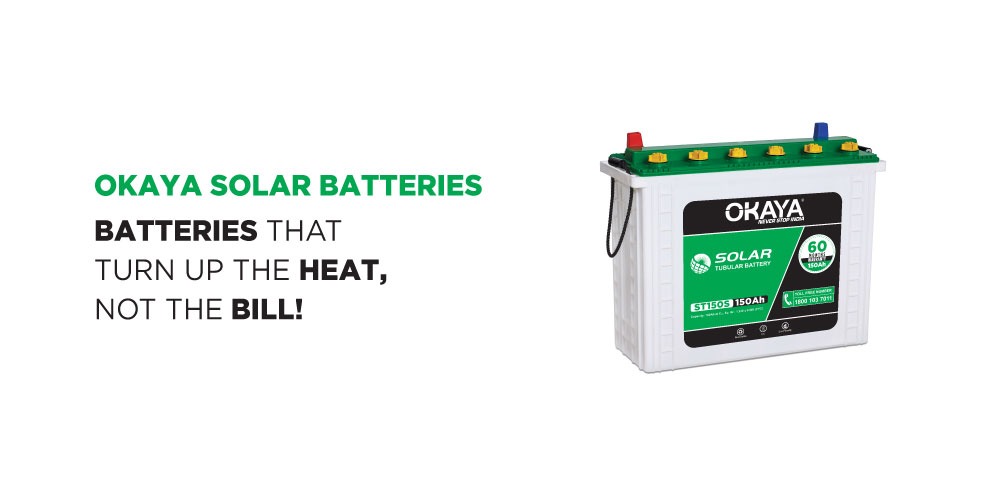 OKAYA SOLAR BATTERIES
BATTERIES THAT
TURN UP THE HEAT,
NOT THE BILL!
OKAYA®
NEVER STOP INDIA
SOLAR
TUBULAR BATTERY
60
150Ah
ST150S 150Ah
TOLL FREE NUMBER
1800 103 7011